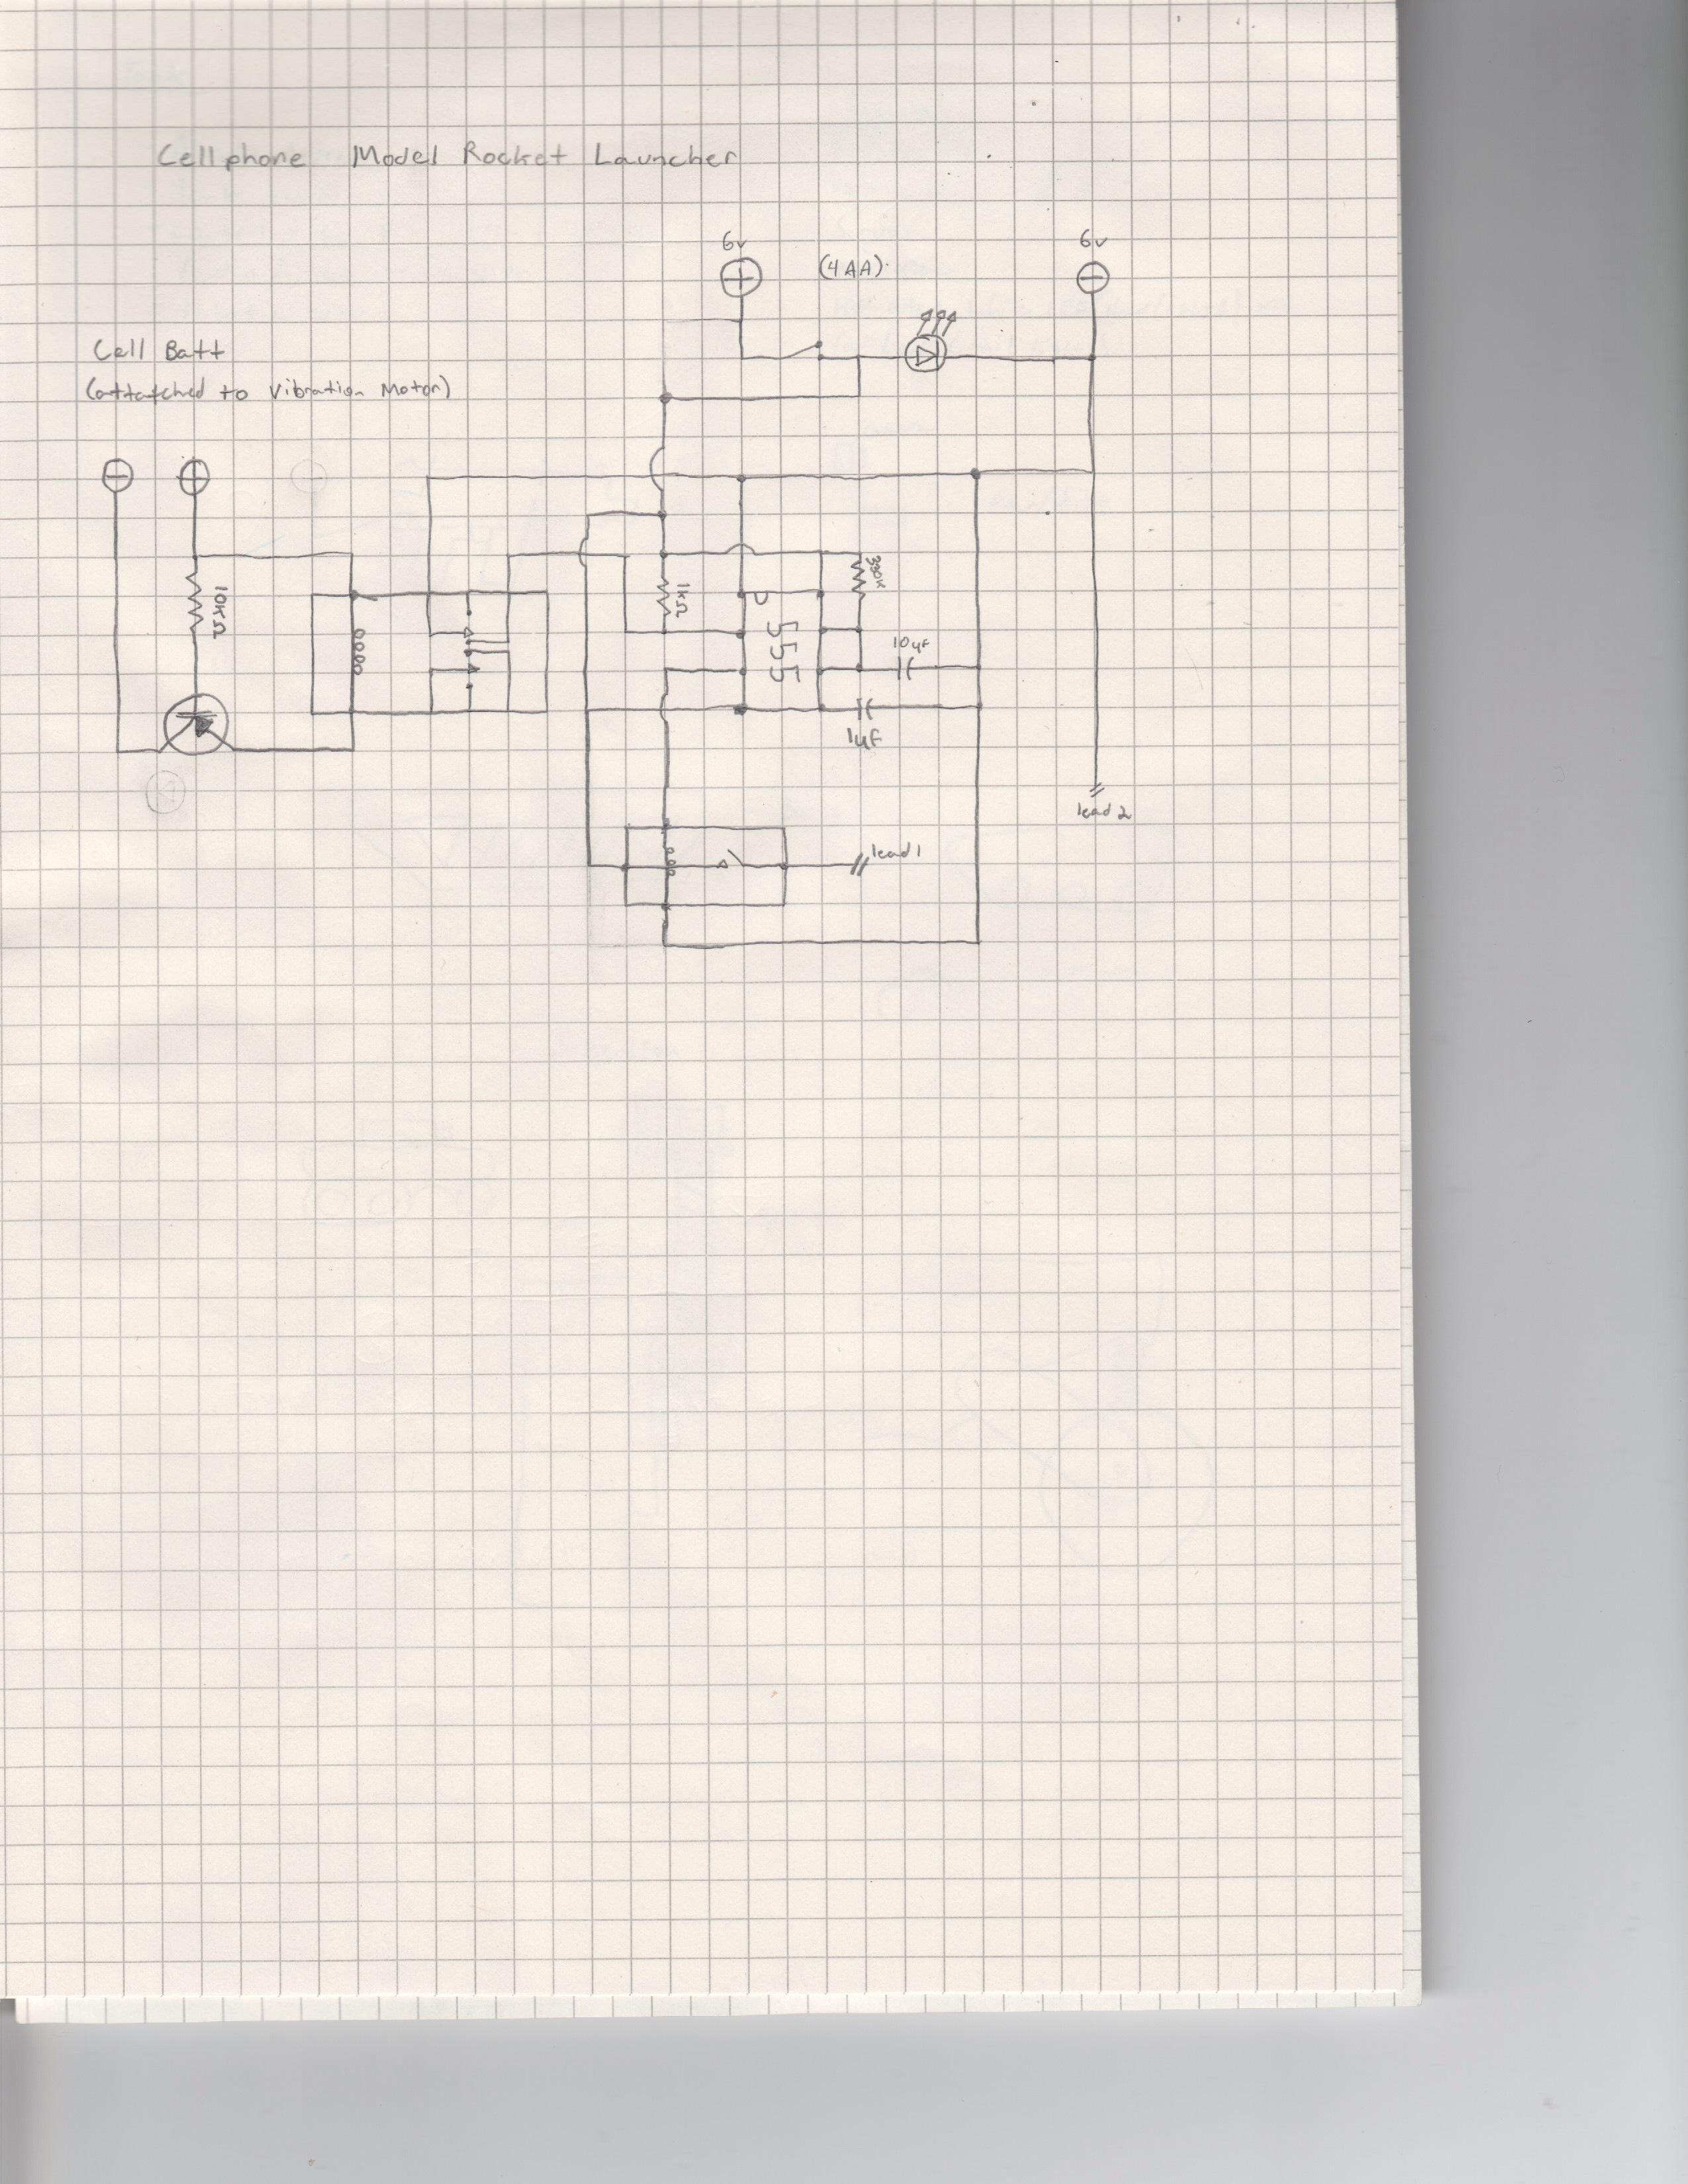 Cellphone Model Rocket Launcher
6v
(4AA)
6v
Cell Batt
(attatched to Vibration Motor)
10KΩ
1kΩ
555
10uf
1uf
lead 2
lead 1